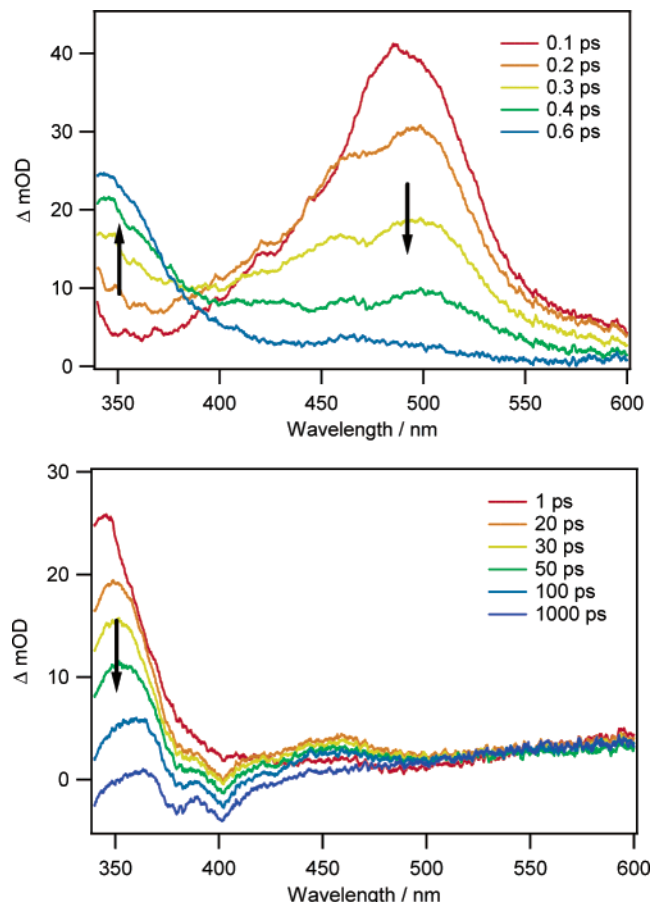 40
30
20
10
0
Δ mOD
0.1 ps
0.2 ps
0.3 ps
0.4 ps
0.6 ps
350 400 450 500 550 600
Wavelength / nm
30
20
10
0
Δ mOD
1 ps
20 ps
30 ps
50 ps
100 ps
1000 ps
350 400 450 500 550 600
Wavelength / nm